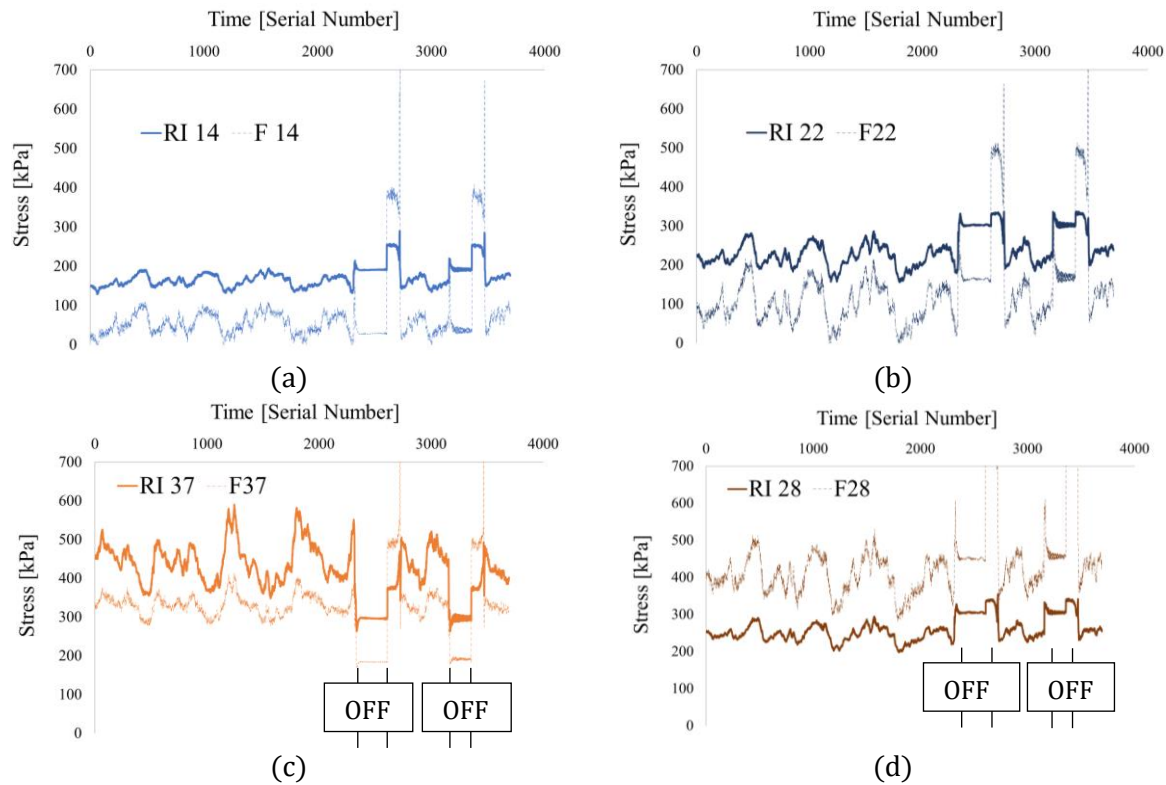 Time [Serial Number]
0 1000 2000 3000 4000
700
600
500
400
300
200
100
0
Stress [kPa]
RI 14 F 14
(a)
Time [Serial Number]
0 1000 2000 3000 4000
700
600
500
400
300
200
100
0
Stress [kPa]
RI 22 F22
(b)
Time [Serial Number]
0 1000 2000 3000 4000
700
600
500
400
300
200
100
0
Stress [kPa]
RI 37 F37
OFF OFF
(c)
Time [Serial Number]
0 1000 2000 3000 4000
700
600
500
400
300
200
100
0
Stress [kPa]
RI 28 F28
OFF OFF
(d)